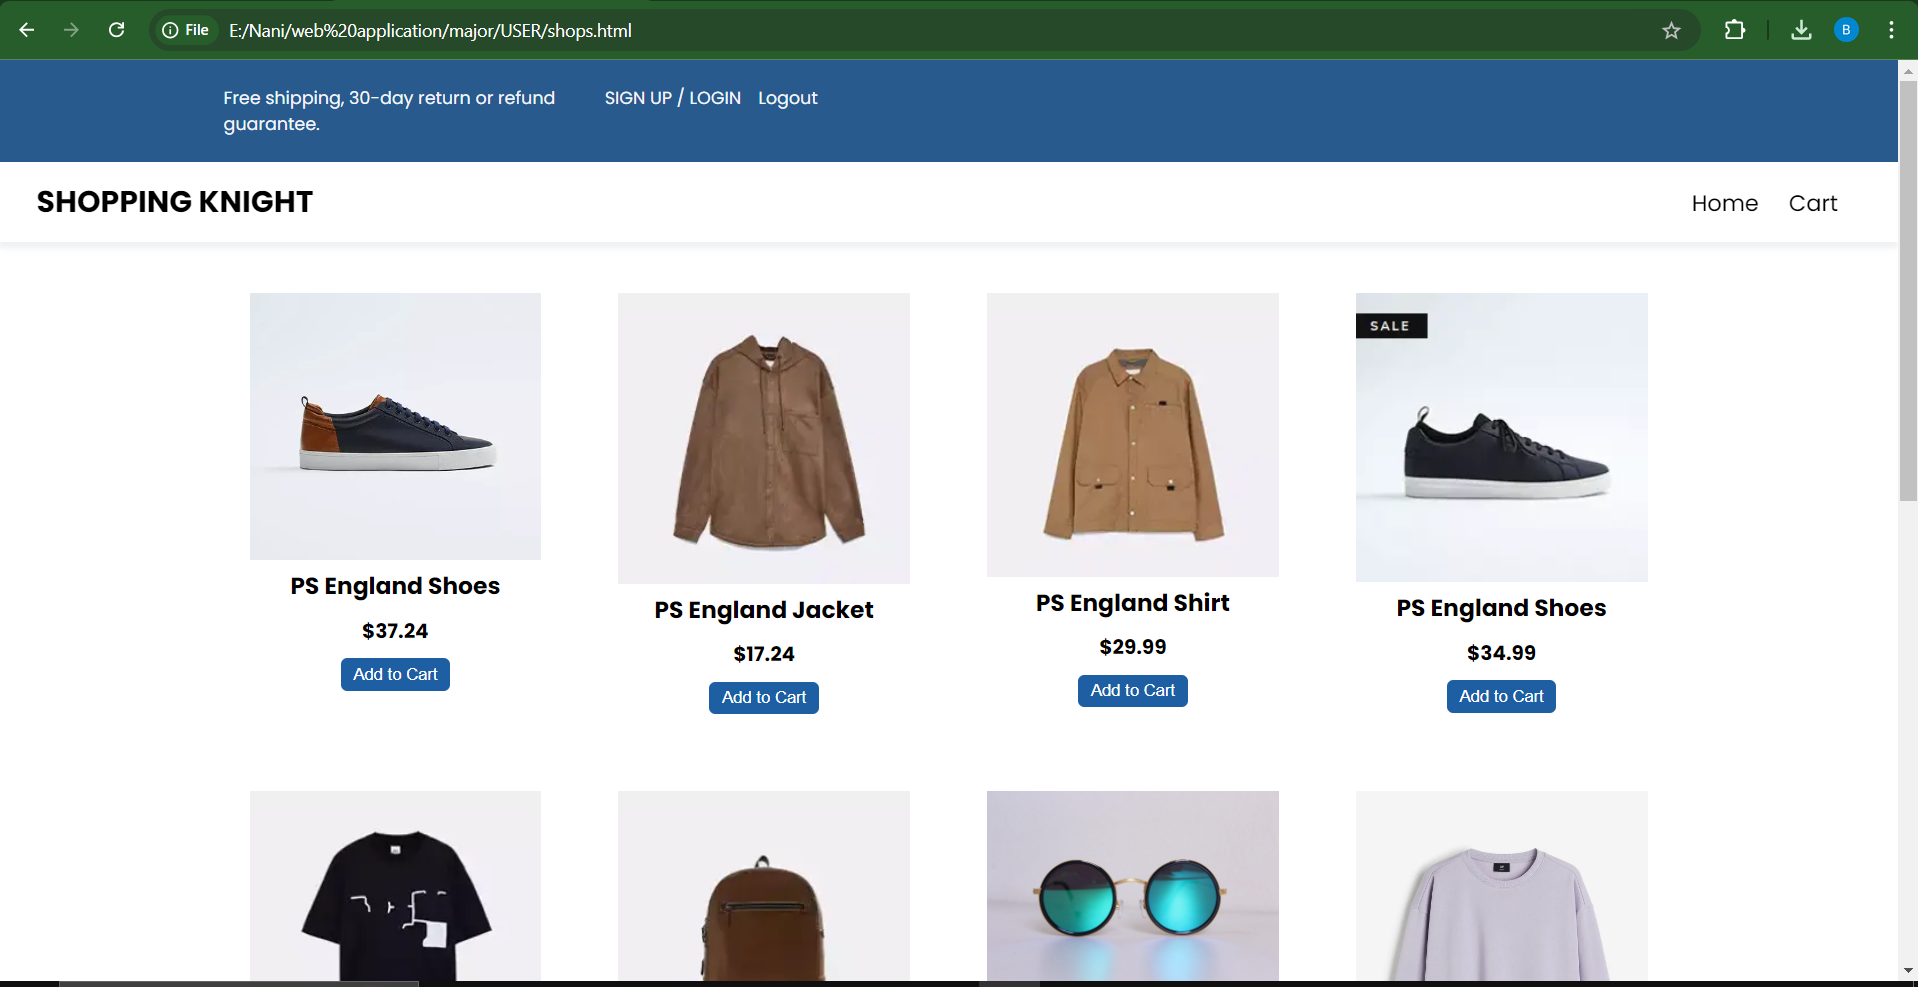 File
E:/Nani/web%20application/major/USER/shops.html
B
Free shipping, 30-day return or refund
guarantee.
SIGN UP / LOGIN
Logout
SHOPPING KNIGHT
Home
Cart
SALE
PS England Shoes
$37.24
Add to Cart
PS England Jacket
$17.24
Add to Cart
PS England Shirt
$29.99
Add to Cart
PS England Shoes
$34.99
Add to Cart